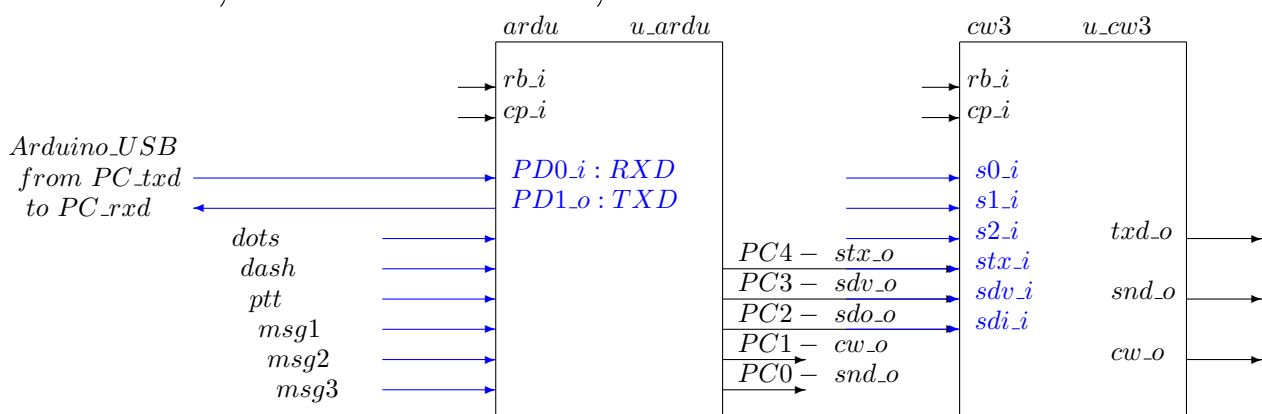 ardu u_ardu cw3 u_cw3
rb_i rb_i
cp_i cp_i
Arduino_USB
from PC_txd PD0_i : RXD s0_i
to PC_rxd PD1_o : TXD s1_i
dots s2_i txd_o
dash PC4 - stx_o stx_i
ptt PC3 - sdv_o sdv_i snd_o
msg1 PC2 - sdo_o sdi_i
msg2 PC1 - cw_o cw_o
msg3 PC0 - snd_o